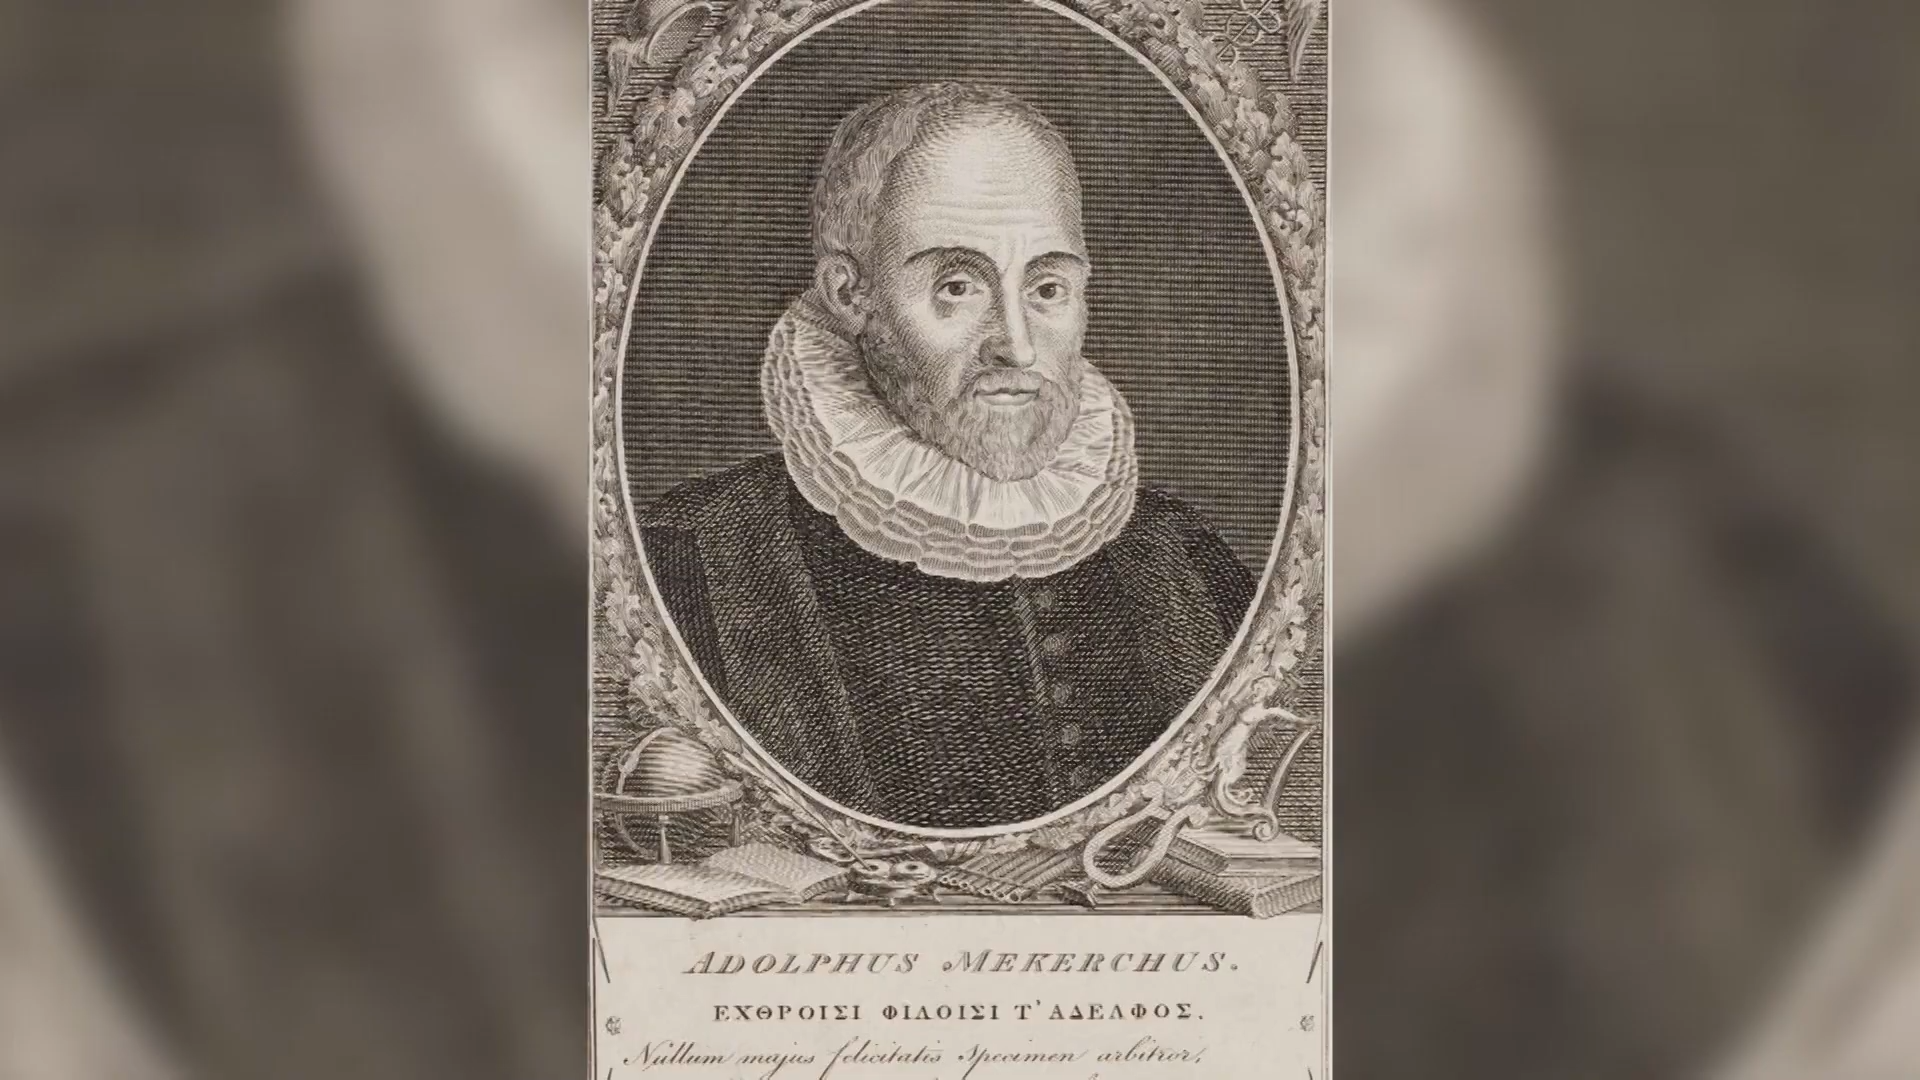 ADOLPHUS MEKERCHUS.
ΕΧΘΡΟΙΣΙ ΦΙΛΟΙΣΙ Τ' ΑΔΕΛΦΟΣ.
Nullum majus felicitatis specimen arbitror,